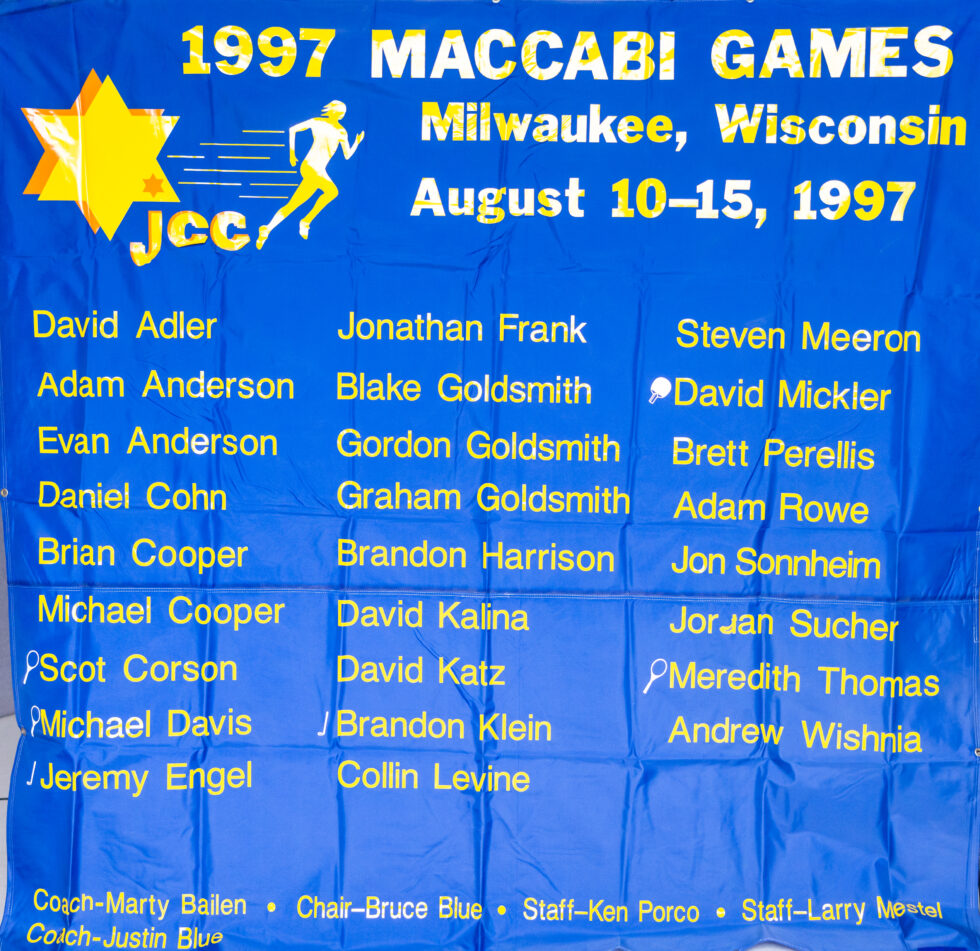 1997 MACCABI GAMES
Milwaukee, Wisconsin
August 10–15, 1997
JCC
David Adler
Adam Anderson
Evan Anderson
Daniel Cohn
Brian Cooper
Michael Cooper
Scot Corson
Michael Davis
Jeremy Engel
Jonathan Frank
Blake Goldsmith
Gordon Goldsmith
Graham Goldsmith
Brandon Harrison
David Kalina
David Katz
Brandon Klein
Collin Levine
Steven Meeron
David Mickler
Brett Perellis
Adam Rowe
Jon Sonnheim
Jordan Sucher
Meredith Thomas
Andrew Wishnia
Coach-Marty Bailen • Chair–Bruce Blue • Staff–Ken Porco • Staff–Larry Mestel
Coach-Justin Blue